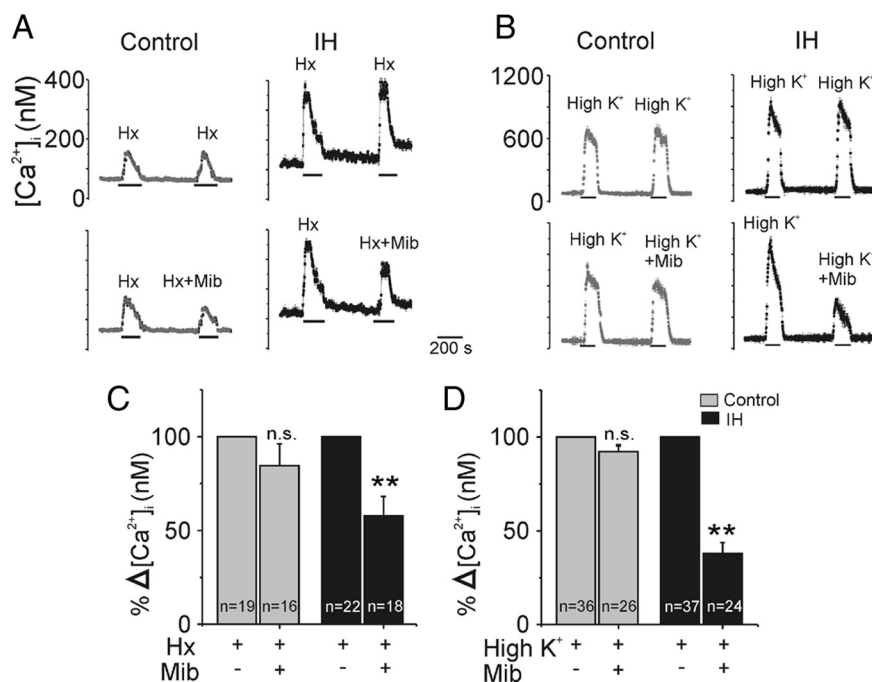 A
Control
IH
[Ca²⁺]ᵢ (nM)
400
200
0
Hx
Hx
Hx
Hx
Hx
Hx+Mib
Hx
Hx+Mib
200 s
B
Control
IH
1200
600
0
High K⁺
High K⁺
High K⁺
High K⁺
High K⁺
High K⁺
+Mib
High K⁺
High K⁺
+Mib
C
% Δ[Ca²⁺]ᵢ (nM)
100
50
0
n.s.
**
n=19
n=16
n=22
n=18
Hx + + + +
Mib - + - +
D
Control
IH
% Δ[Ca²⁺]ᵢ (nM)
100
50
0
n.s.
**
n=36
n=26
n=37
n=24
High K⁺ + + + +
Mib - + - +